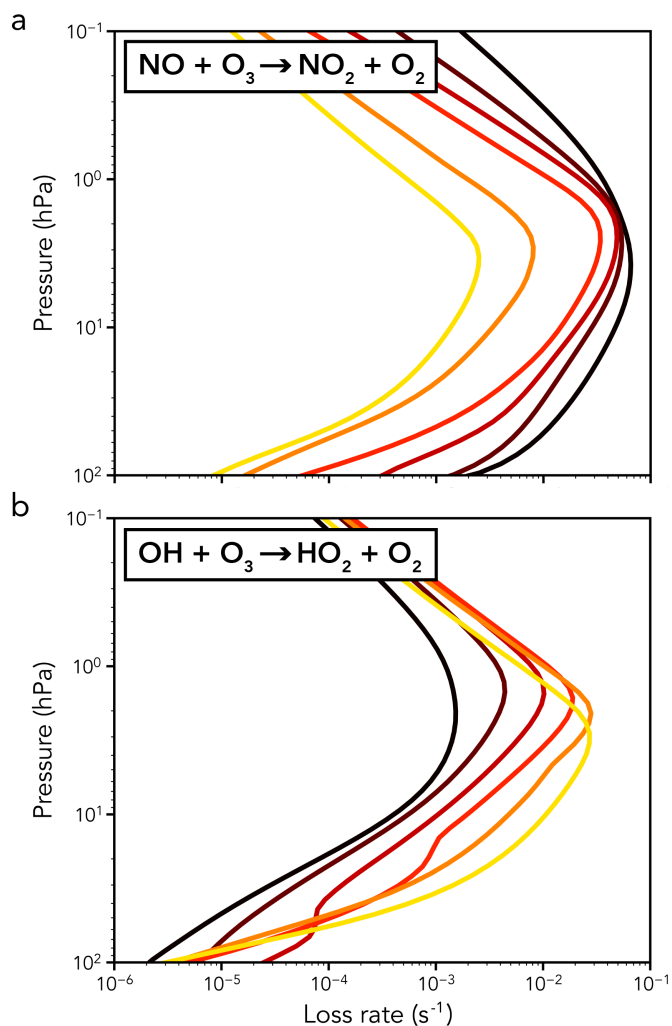 a
10⁻¹
NO + O₃ → NO₂ + O₂
10⁰
Pressure (hPa)
10¹
10²
b
10⁻¹
OH + O₃ → HO₂ + O₂
10⁰
Pressure (hPa)
10¹
10²
10⁻⁶ 10⁻⁵ 10⁻⁴ 10⁻³ 10⁻² 10⁻¹
Loss rate (s⁻¹)